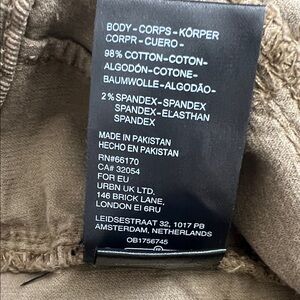 BODY-CORPS-KÖRPER
CORPR-CUERO-
98% COTTON-COTON-
ALGODÓN-COTONE-
BAUMWOLLE-ALGODÃO-
2% SPANDEX-SPANDEX
SPANDEX-ELASTHAN
SPANDEX
MADE IN PAKISTAN
HECHO EN PAKISTAN
RN#66170
CA# 32054
FOR EU
URBN UK LTD,
146 BRICK LANE,
LONDON E1 6RU
LEIDSESTRAAT 32, 1017 PB
AMSTERDAM, NETHERLANDS
OB1756745